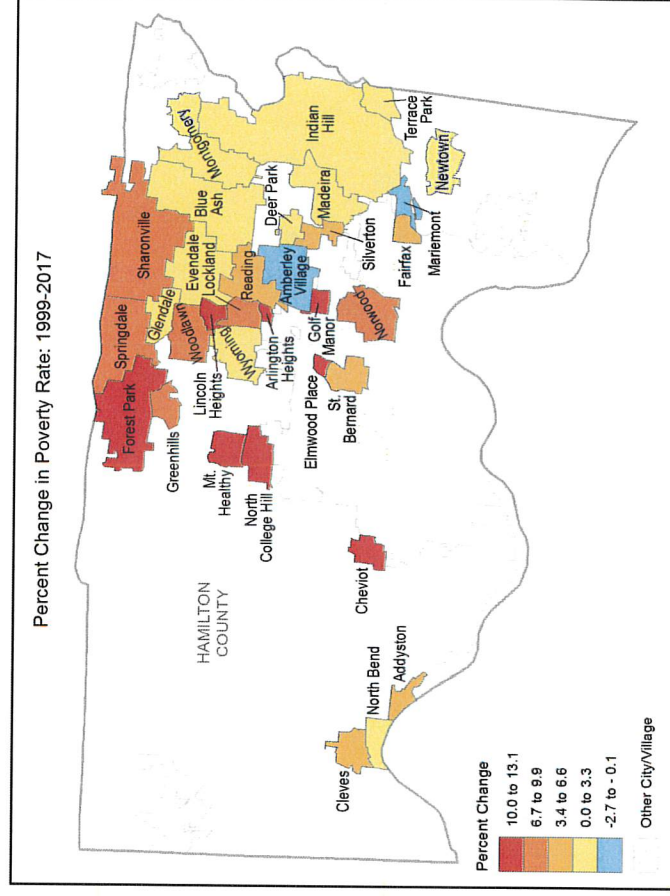 Percent Change in Poverty Rate: 1999-2017
HAMILTON
COUNTY
Forest Park
Springdale
Sharonville
Greenhills
Glendale
Woodlawn
Evendale
Lockland
Blue
Ash
Montgomery
Lincoln
Heights
Wyoming
Reading
Deer Park
Mt.
Healthy
North
College Hill
Arlington
Heights
Amberley
Village
Madeira
Indian
Hill
Golf
Manor
Silverton
Terrace
Park
Elmwood Place
St.
Bernard
Norwood
Fairfax
Mariemont
Newtown
Cheviot
Cleves
North Bend
Addyston
Percent Change
10.0 to 13.1
6.7 to 9.9
3.4 to 6.6
0.0 to 3.3
-2.7 to - 0.1
Other City/Village